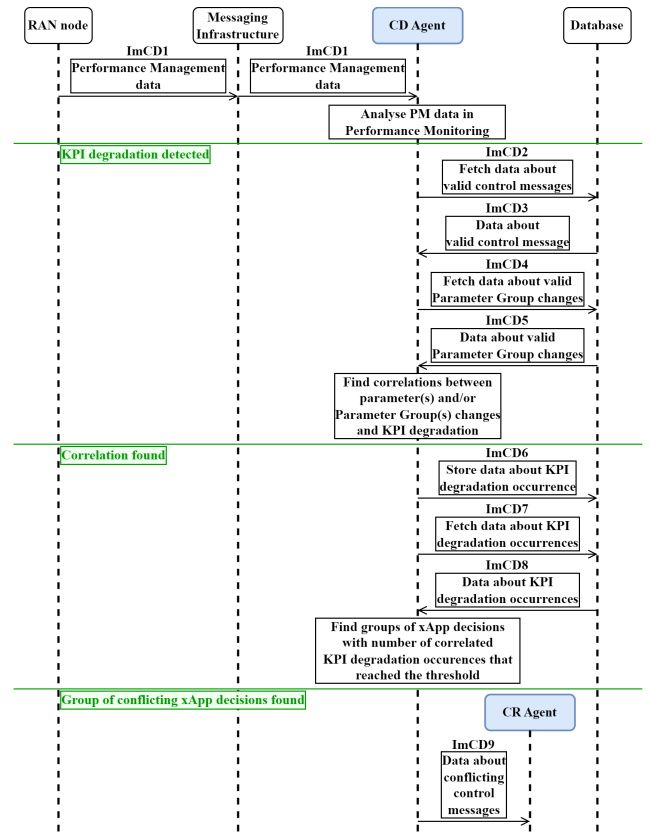 RAN node
Messaging
Infrastructure
CD Agent
Database
ImCD1
Performance Management
data
ImCD1
Performance Management
data
Analyse PM data in
Performance Monitoring
KPI degradation detected
ImCD2
Fetch data about
valid control messages
ImCD3
Data about
valid control message
ImCD4
Fetch data about valid
Parameter Group changes
ImCD5
Data about valid
Parameter Group changes
Find correlations between
parameter(s) and/or
Parameter Group(s) changes
and KPI degradation
Correlation found
ImCD6
Store data about KPI
degradation occurrence
ImCD7
Fetch data about KPI
degradation occurrences
ImCD8
Data about KPI
degradation occurrences
Find groups of xApp decisions
with number of correlated
KPI degradation occurences that
reached the threshold
Group of conflicting xApp decisions found
CR Agent
ImCD9
Data about
conflicting
control
messages